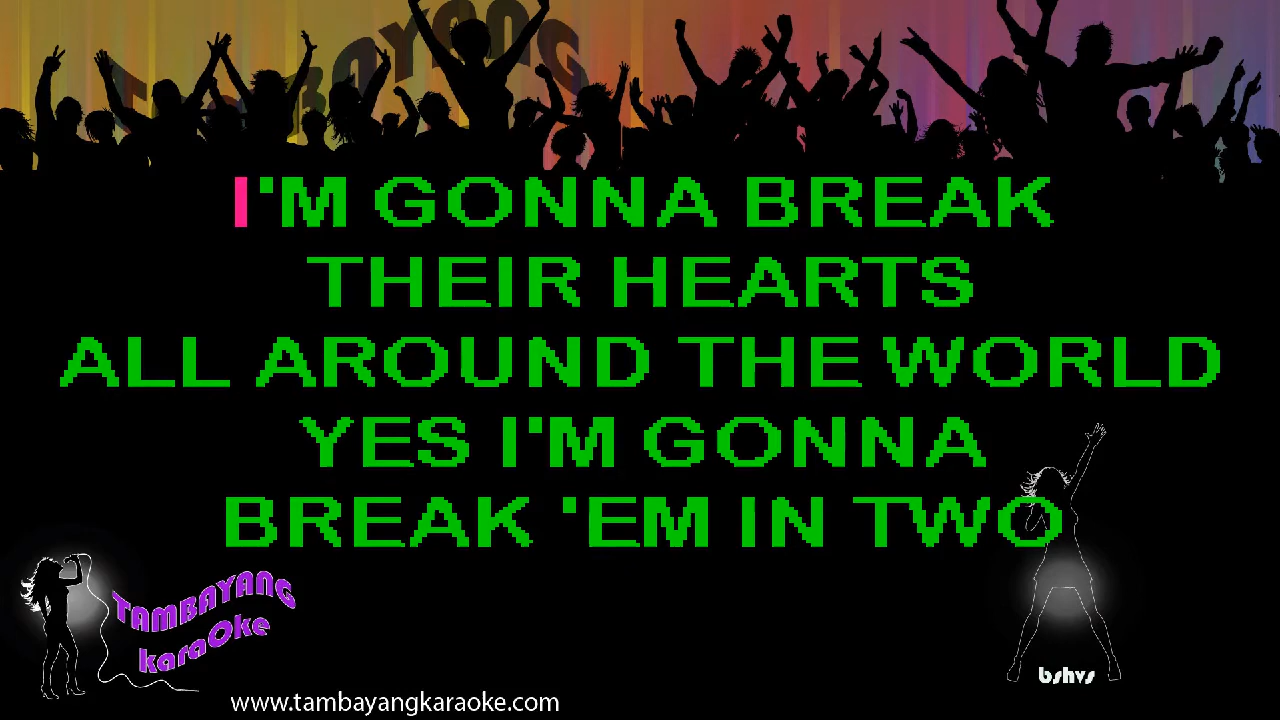 TAMBAYANG
I'M GONNA BREAK
THEIR HEARTS
ALL AROUND THE WORLD
YES I'M GONNA
BREAK 'EM IN TWO
TAMBAYANG
karaOke
bshvs
www.tambayangkaraoke.com